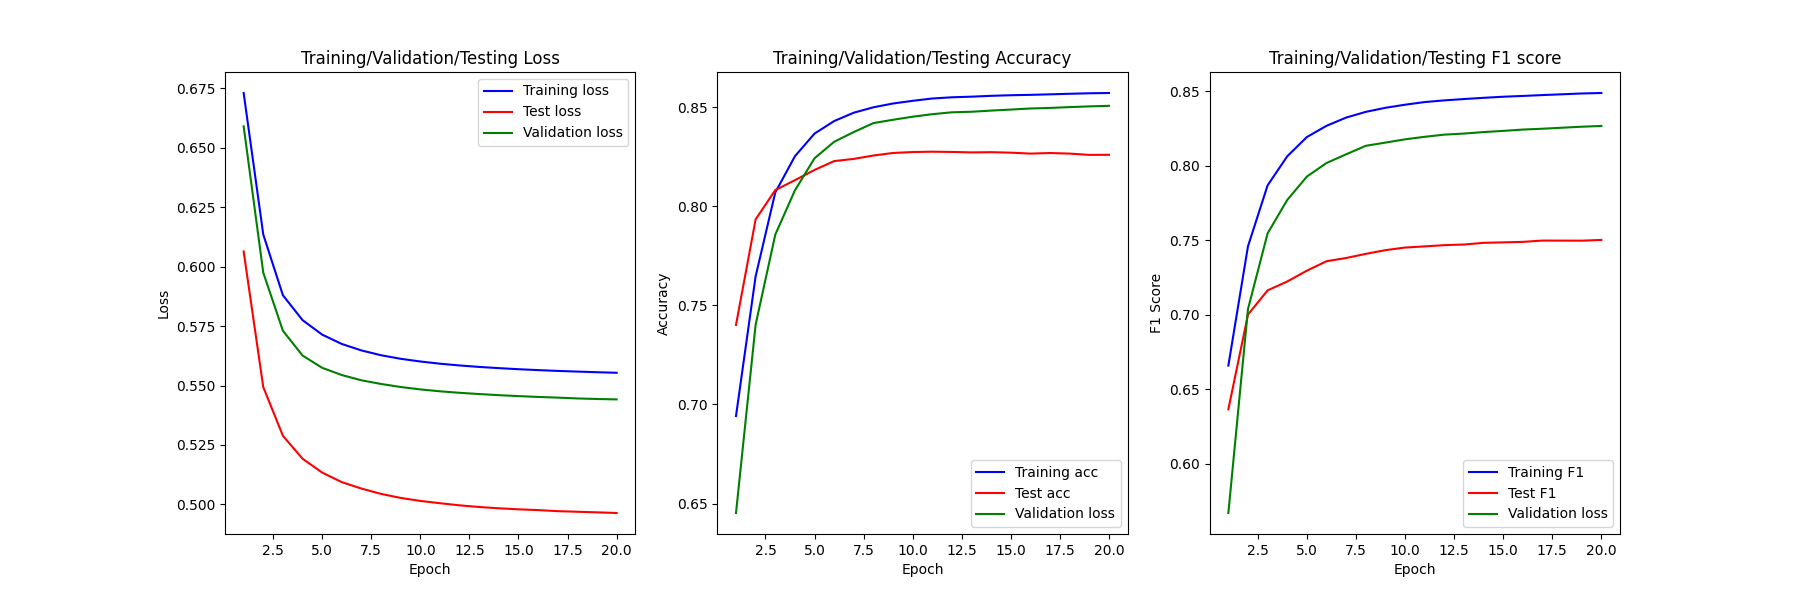 Training/Validation/Testing Loss
0.675
0.650
0.625
0.600
0.575
0.550
0.525
0.500
Loss
2.5 5.0 7.5 10.0 12.5 15.0 17.5 20.0
Epoch
Training loss
Test loss
Validation loss
Training/Validation/Testing Accuracy
0.85
0.80
0.75
0.70
0.65
Accuracy
2.5 5.0 7.5 10.0 12.5 15.0 17.5 20.0
Epoch
Training acc
Test acc
Validation loss
Training/Validation/Testing F1 score
0.85
0.80
0.75
0.70
0.65
0.60
F1 Score
2.5 5.0 7.5 10.0 12.5 15.0 17.5 20.0
Epoch
Training F1
Test F1
Validation loss